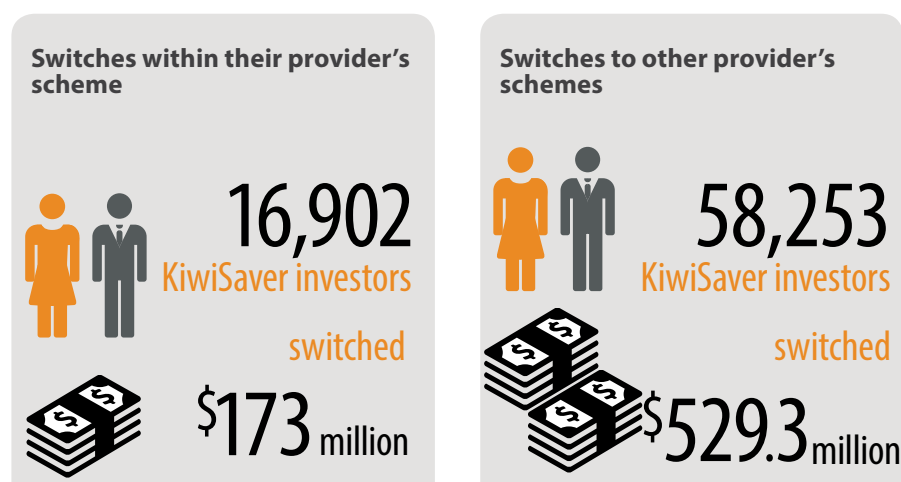 Switches within their provider's
scheme
16,902
KiwiSaver investors
switched
$173 million
Switches to other provider's
schemes
58,253
KiwiSaver investors
switched
$529.3 million